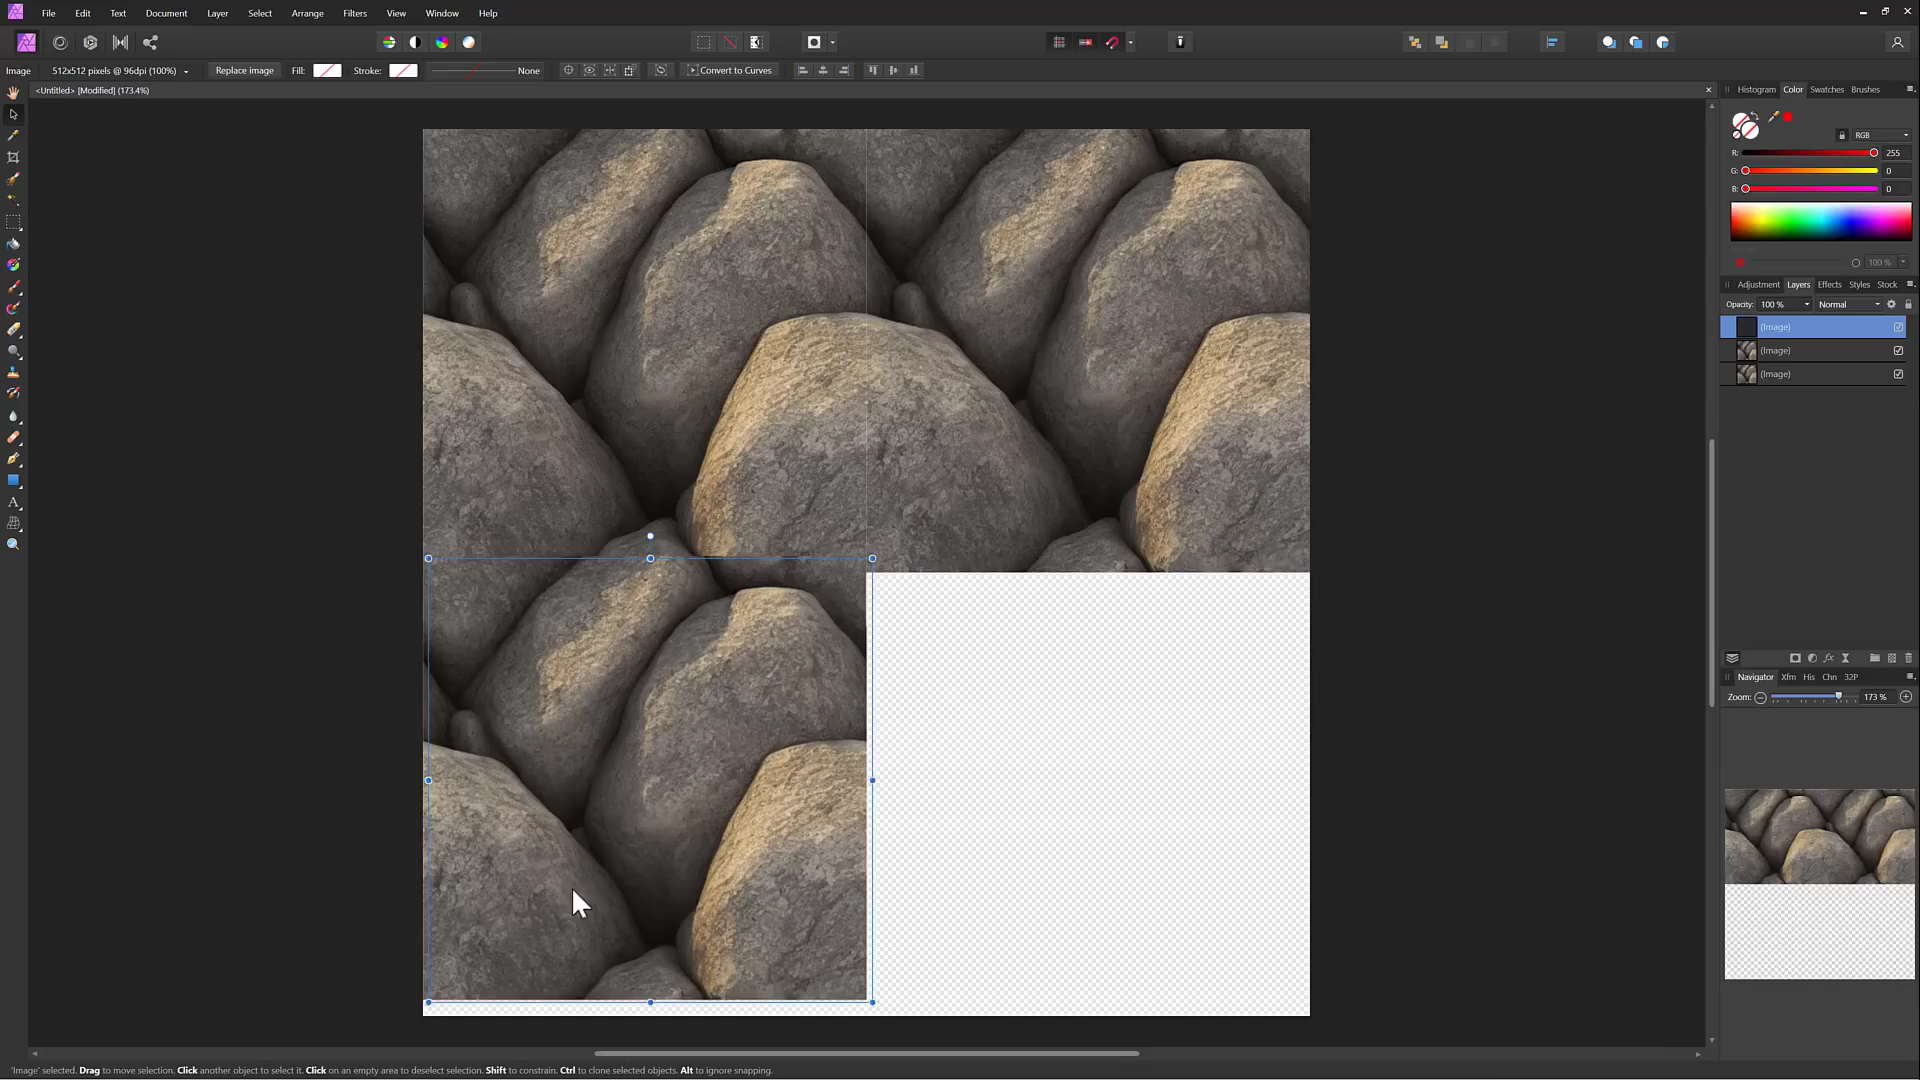 File Edit Text Document Layer Select Arrange Filters View Window Help
Image 512x512 pixels @ 96dpi (100%) Replace image Fill: Stroke: None Convert to Curves
<Untitled> [Modified] (173.4%)
Histogram Color Swatches Brushes
RGB
R: 255
G: 0
B: 0
100 %
Adjustment Layers Effects Styles Stock
Opacity: 100 % Normal
(Image)
(Image)
(Image)
fx
Navigator Xfm His Chn 32P
Zoom: 173 %
A
'Image' selected. Drag to move selection. Click another object to select it. Click on an empty area to deselect selection. Shift to constrain. Ctrl to clone selected objects. Alt to ignore snapping.